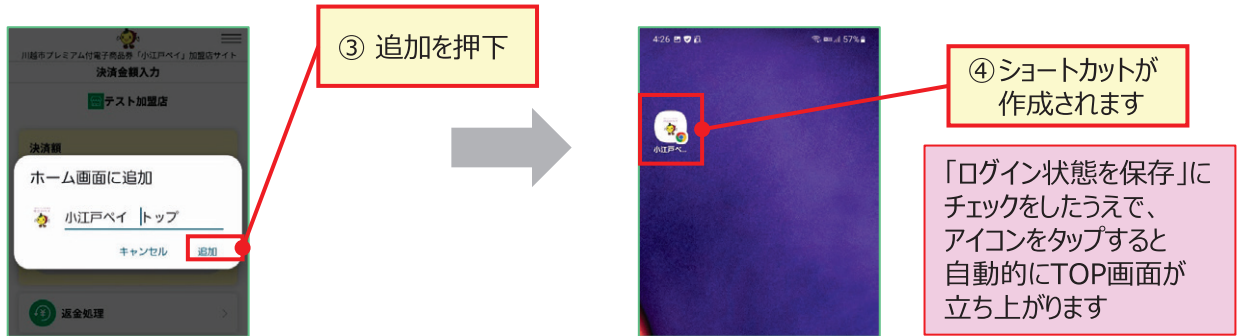 川越市プレミアム付電子商品券「小江戸ペイ」加盟店サイト
決済金額入力
テスト加盟店
決済額
ホーム画面に追加
小江戸ペイ トップ
キャンセル 追加
返金処理
③ 追加を押下
4:26 57%
小江戸ペ...
④ショートカットが
作成されます
「ログイン状態を保存」に
チェックをしたうえで、
アイコンをタップすると
自動的にTOP画面が
立ち上がります